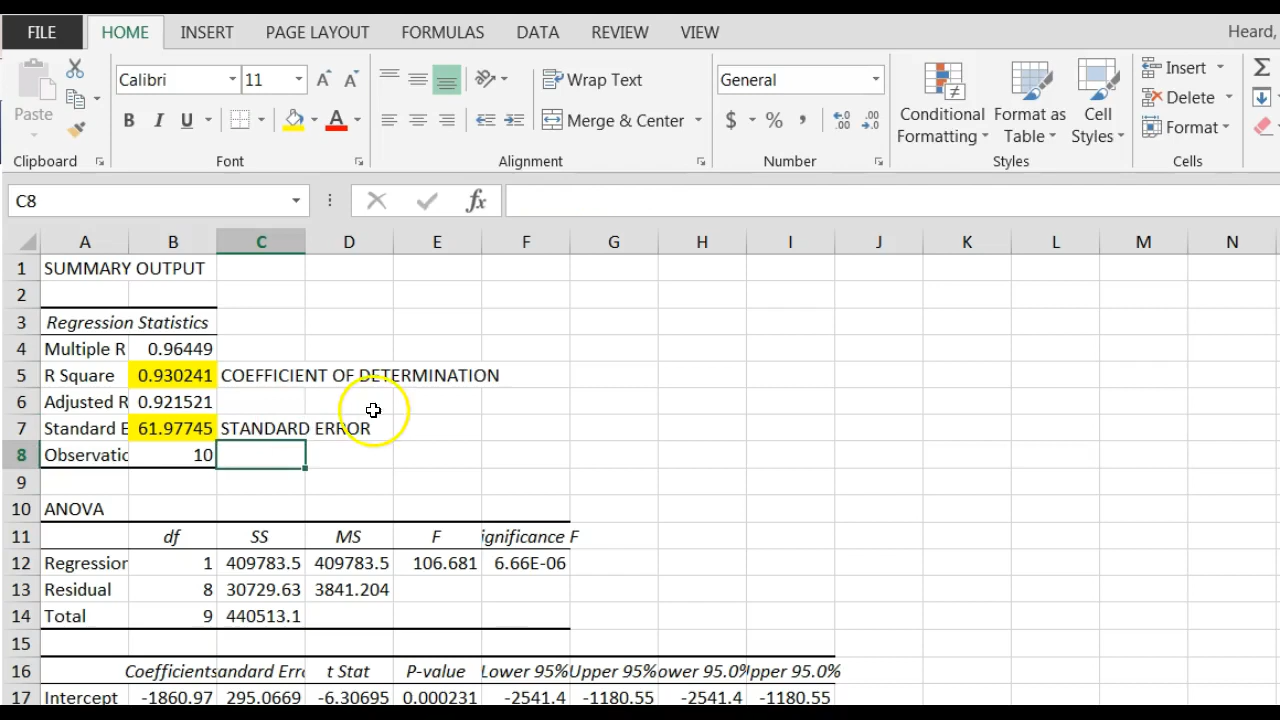 FILE HOME INSERT PAGE LAYOUT FORMULAS DATA REVIEW VIEW Heard,
Paste Calibri 11 A A Wrap Text General Conditional Formatting Format as Table Cell Styles Insert Σ
Delete
B I U A Merge & Center $ % , .00 .0 Format
Clipboard Font Alignment Number Styles Cells
C8 fx
A B C D E F G H I J K L M N
1 SUMMARY OUTPUT
2
3 Regression Statistics
4 Multiple R 0.96449
5 R Square 0.930241 COEFFICIENT OF DETERMINATION
6 Adjusted R 0.921521
7 Standard E 61.97745 STANDARD ERROR
8 Observatio 10
9
10 ANOVA
11 df SS MS F ignificance F
12 Regression 1 409783.5 409783.5 106.681 6.66E-06
13 Residual 8 30729.63 3841.204
14 Total 9 440513.1
15
16 Coefficients andard Erro t Stat P-value Lower 95% Upper 95% ower 95.0% pper 95.0%
17 Intercept -1860.97 295.0669 -6.30695 0.000231 -2541.4 -1180.55 -2541.4 -1180.55